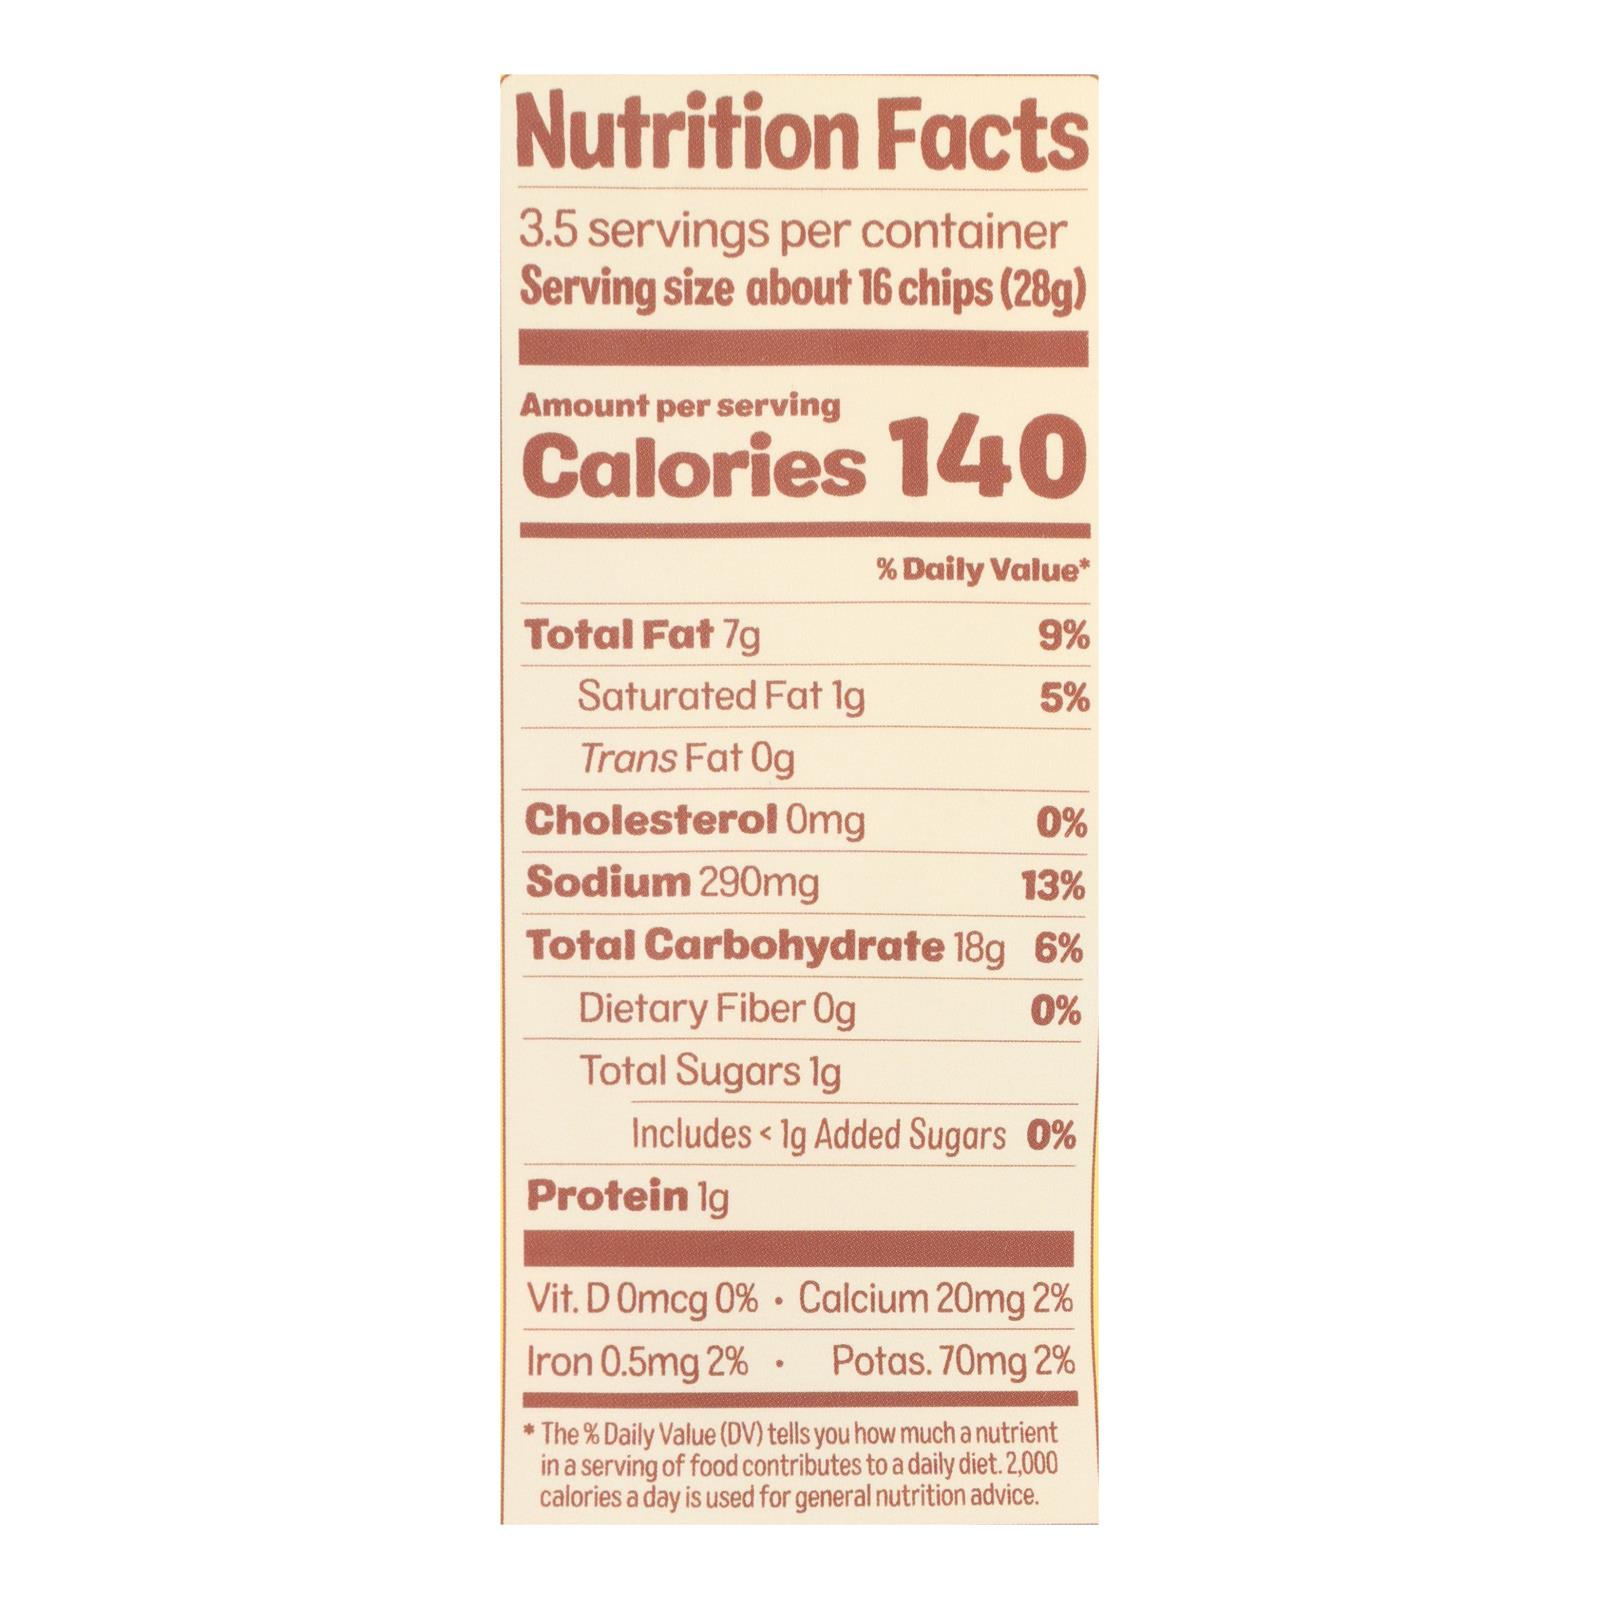 Nutrition Facts
3.5 servings per container
Serving size about 16 chips (28g)
Amount per serving
Calories 140
% Daily Value*
Total Fat 7g 9%
Saturated Fat 1g 5%
Trans Fat 0g
Cholesterol 0mg 0%
Sodium 290mg 13%
Total Carbohydrate 18g 6%
Dietary Fiber 0g 0%
Total Sugars 1g
Includes < 1g Added Sugars 0%
Protein 1g
Vit. D 0mcg 0% • Calcium 20mg 2%
Iron 0.5mg 2% • Potas. 70mg 2%
* The % Daily Value (DV) tells you how much a nutrient
in a serving of food contributes to a daily diet. 2,000
calories a day is used for general nutrition advice.